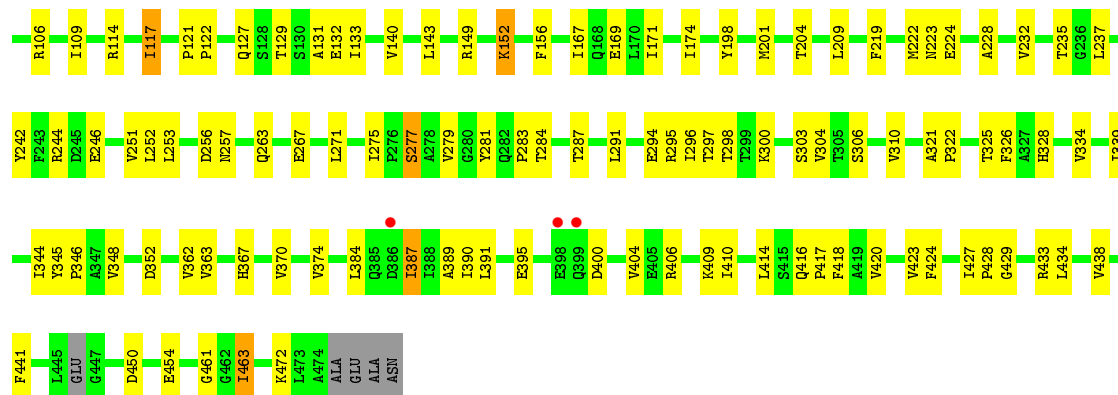 R106 I109 R114 I117 P121 P122 Q127 S128 T129 S130 A131 E132 I133 V140 L143 R149 K152 F156 I167 Q168 E169 L170 I171 I174 Y198 M201 T204 L209 F219 M222 N223 E224 A228 V232 T235 G236 L237
Y242 F243 R244 D245 E246 V251 L252 L253 D256 N257 Q263 E267 L271 I275 P276 S277 A278 V279 G280 Y281 Q282 P283 T284 T287 L291 E294 R295 I296 T297 T298 T299 K300 S303 V304 T305 S306 V310 A321 P322 T325 F326 A327 H328 V334
I344 Y345 P346 A347 V348 D352 V362 V363 H367 V370 V374 L384 Q385 D386 I387 I388 A389 I390 L391 E395 E398 Q399 D400 V404 E405 R406 K409 I410 L414 S415 Q416 P417 F418 A419 V420 V423 F424 I427 P428 G429 R433 L434 V438
F441 L445 GLU G447 D450 E454 G461 G462 I463 K472 L473 A474 ALA GLU ALA ASN